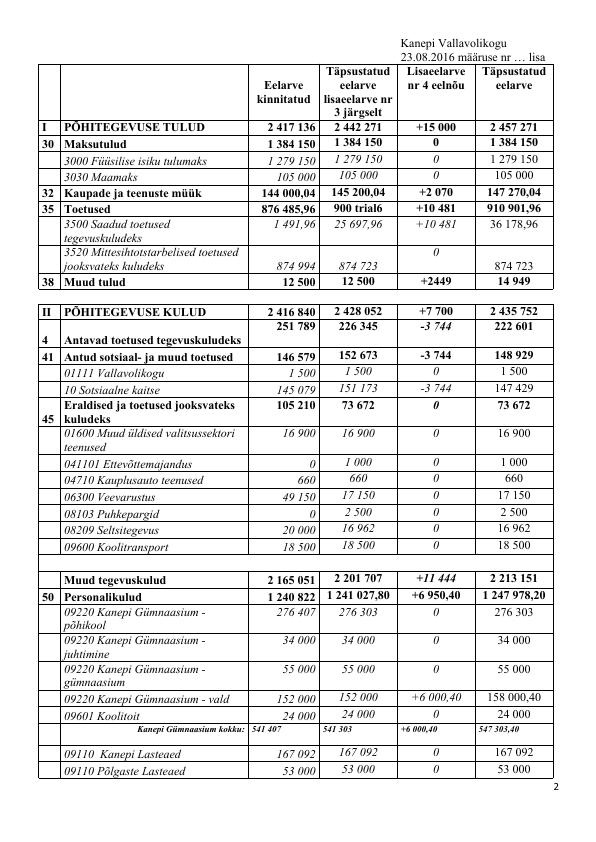 Kanepi Vallavolikogu
23.08.2016 määruse nr … lisa
Eelarve kinnitatud Täpsustatud eelarve lisaeelarve nr 3 järgselt Lisaeelarve nr 4 eelnõu Täpsustatud eelarve
I PÕHITEGEVUSE TULUD 2 417 136 2 442 271 +15 000 2 457 271
30 Maksutulud 1 384 150 1 384 150 0 1 384 150
3000 Füüsilise isiku tulumaks 1 279 150 1 279 150 0 1 279 150
3030 Maamaks 105 000 105 000 0 105 000
32 Kaupade ja teenuste müük 144 000,04 145 200,04 +2 070 147 270,04
35 Toetused 876 485,96 900 trial6 +10 481 910 901,96
3500 Saadud toetused tegevuskuludeks 1 491,96 25 697,96 +10 481 36 178,96
3520 Mittesihtotstarbelised toetused jooksvateks kuludeks 874 994 874 723 0 874 723
38 Muud tulud 12 500 12 500 +2449 14 949
II PÕHITEGEVUSE KULUD 2 416 840 2 428 052 +7 700 2 435 752
4 Antavad toetused tegevuskuludeks 251 789 226 345 -3 744 222 601
41 Antud sotsiaal- ja muud toetused 146 579 152 673 -3 744 148 929
01111 Vallavolikogu 1 500 1 500 0 1 500
10 Sotsiaalne kaitse 145 079 151 173 -3 744 147 429
45 Eraldised ja toetused jooksvateks kuludeks 105 210 73 672 0 73 672
01600 Muud üldised valitsussektori teenused 16 900 16 900 0 16 900
041101 Ettevõttemajandus 0 1 000 0 1 000
04710 Kauplusauto teenused 660 660 0 660
06300 Veevarustus 49 150 17 150 0 17 150
08103 Puhkepargid 0 2 500 0 2 500
08209 Seltsitegevus 20 000 16 962 0 16 962
09600 Koolitransport 18 500 18 500 0 18 500
Muud tegevuskulud 2 165 051 2 201 707 +11 444 2 213 151
50 Personalikulud 1 240 822 1 241 027,80 +6 950,40 1 247 978,20
09220 Kanepi Gümnaasium - põhikool 276 407 276 303 0 276 303
09220 Kanepi Gümnaasium - juhtimine 34 000 34 000 0 34 000
09220 Kanepi Gümnaasium - gümnaasium 55 000 55 000 0 55 000
09220 Kanepi Gümnaasium - vald 152 000 152 000 +6 000,40 158 000,40
09601 Koolitoit 24 000 24 000 0 24 000
Kanepi Gümnaasium kokku: 541 407 541 303 +6 000,40 547 303,40
09110 Kanepi Lasteaed 167 092 167 092 0 167 092
09110 Põlgaste Lasteaed 53 000 53 000 0 53 000
2